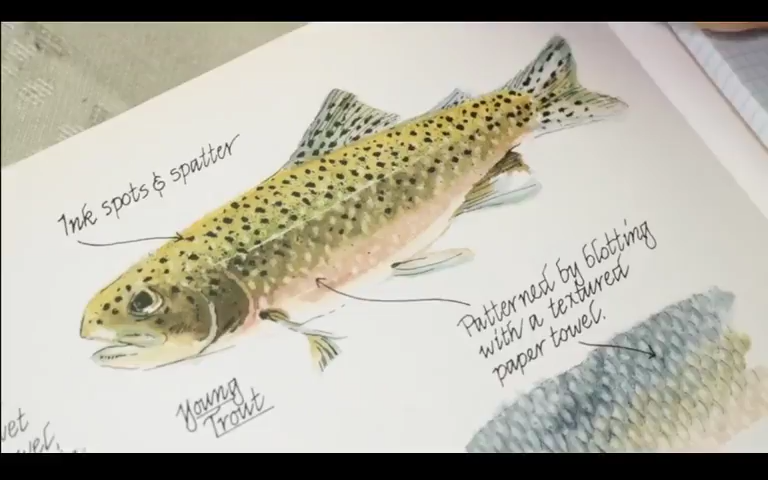 Ink spots & spatter
Patterned by blotting
with a textured
paper towel.
Young
Trout